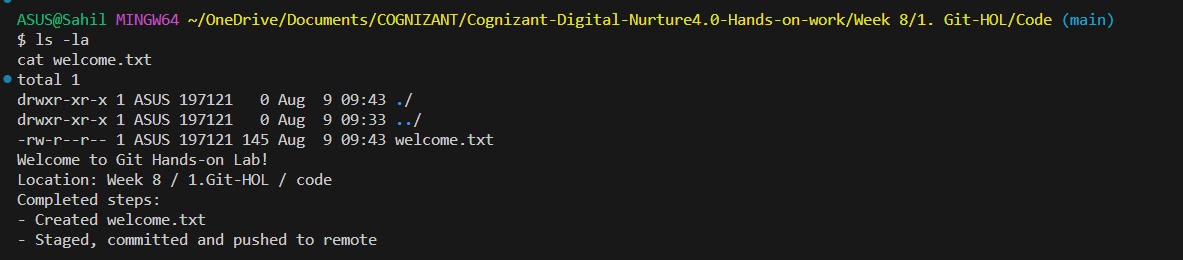 ASUS@Sahil MINGW64 ~/OneDrive/Documents/COGNIZANT/Cognizant-Digital-Nurture4.0-Hands-on-work/Week 8/1. Git-HOL/Code (main)
$ ls -la
cat welcome.txt
total 1
drwxr-xr-x 1 ASUS 197121   0 Aug  9 09:43 ./
drwxr-xr-x 1 ASUS 197121   0 Aug  9 09:33 ../
-rw-r--r-- 1 ASUS 197121 145 Aug  9 09:43 welcome.txt
Welcome to Git Hands-on Lab!
Location: Week 8 / 1.Git-HOL / code
Completed steps:
- Created welcome.txt
- Staged, committed and pushed to remote